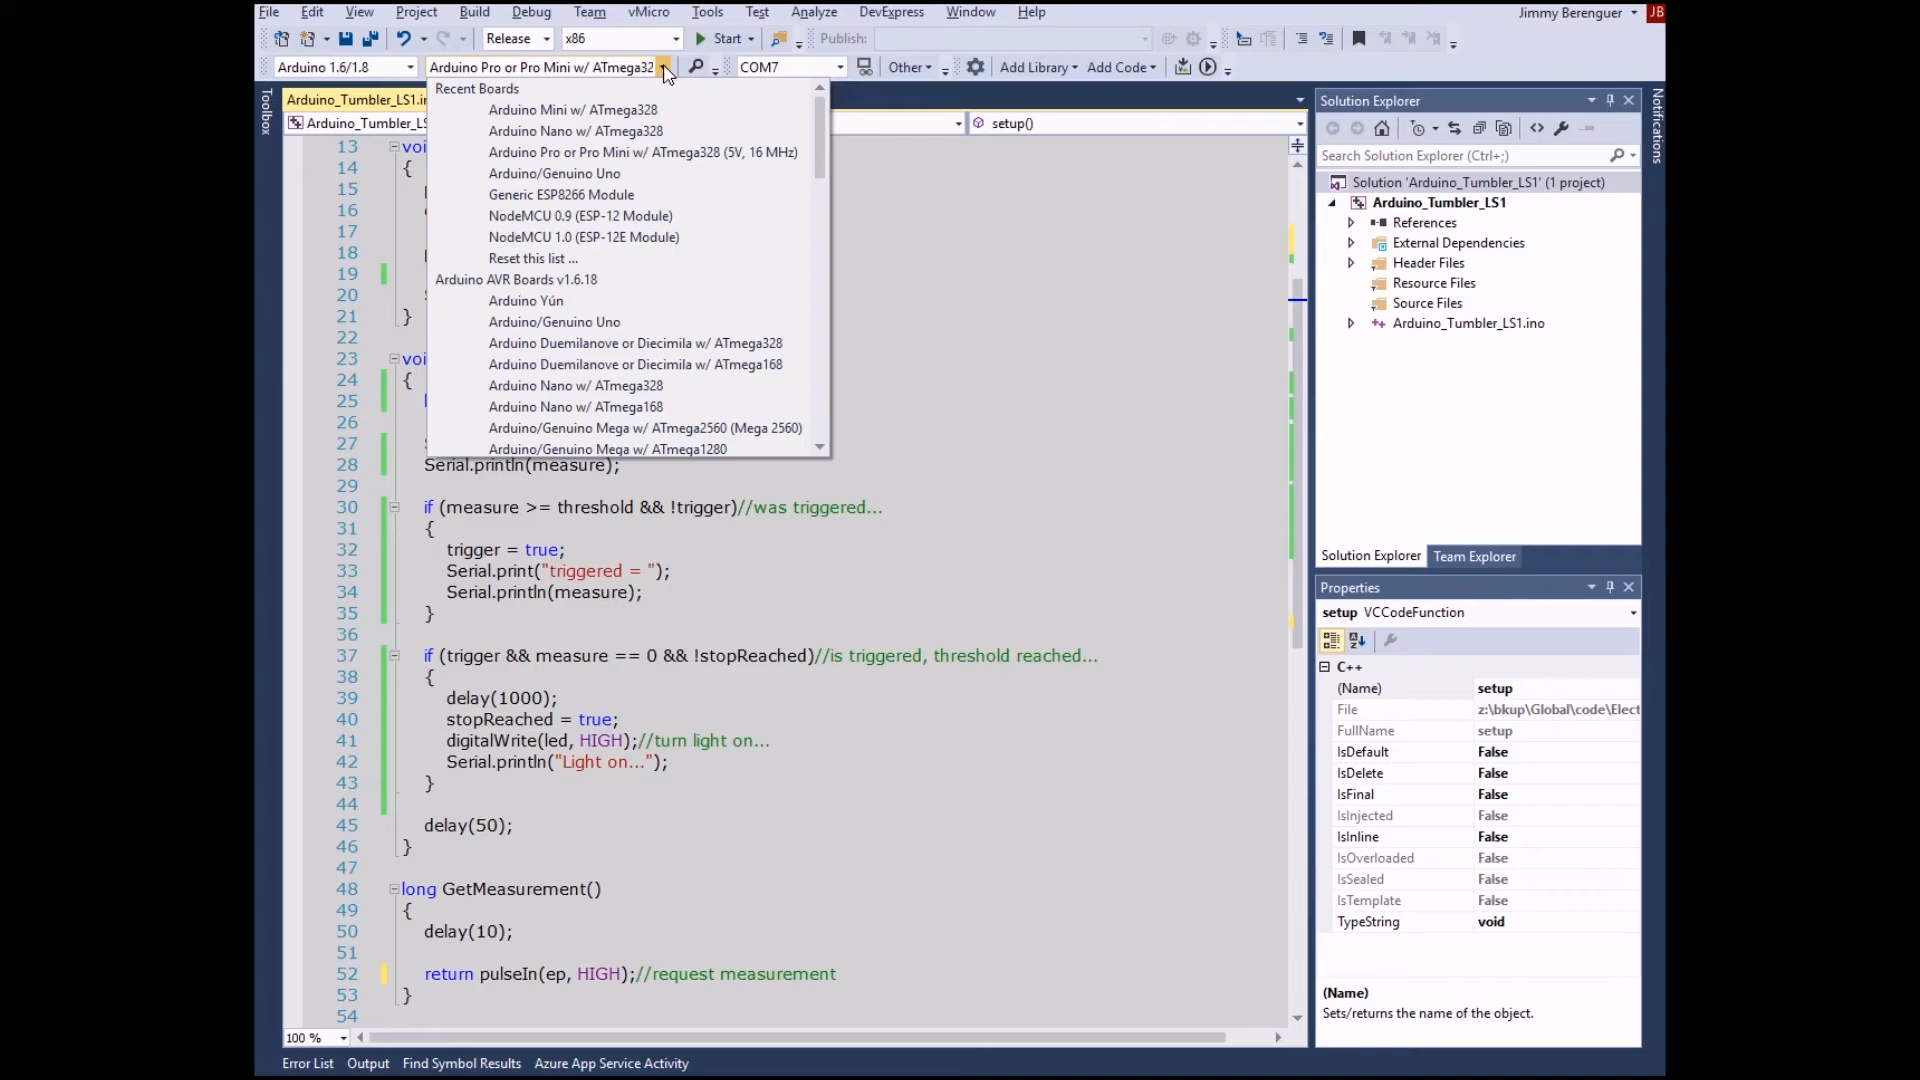 File Edit View Project Build Debug Team vMicro Tools Test Analyze DevExpress Window Help Jimmy Berenguer JB
Release x86 Start Publish:
Arduino 1.6/1.8 Arduino Pro or Pro Mini w/ ATmega32 COM7 Other Add Library Add Code
Toolbox
Arduino_Tumbler_LS1.i
Arduino_Tumbler_L setup()
Recent Boards
Arduino Mini w/ ATmega328
Arduino Nano w/ ATmega328
Arduino Pro or Pro Mini w/ ATmega328 (5V, 16 MHz)
Arduino/Genuino Uno
Generic ESP8266 Module
NodeMCU 0.9 (ESP-12 Module)
NodeMCU 1.0 (ESP-12E Module)
Reset this list ...
Arduino AVR Boards v1.6.18
Arduino Yún
Arduino/Genuino Uno
Arduino Duemilanove or Diecimila w/ ATmega328
Arduino Duemilanove or Diecimila w/ ATmega168
Arduino Nano w/ ATmega328
Arduino Nano w/ ATmega168
Arduino/Genuino Mega w/ ATmega2560 (Mega 2560)
Arduino/Genuino Mega w/ ATmega1280
13 voi
14 {
15
16
17
18
19
20
21 }
22
23 voi
24 {
25
26
27
28 Serial.println(measure);
29
30 if (measure >= threshold && !trigger)//was triggered...
31 {
32 trigger = true;
33 Serial.print("triggered = ");
34 Serial.println(measure);
35 }
36
37 if (trigger && measure == 0 && !stopReached)//is triggered, threshold reached...
38 {
39 delay(1000);
40 stopReached = true;
41 digitalWrite(led, HIGH);//turn light on...
42 Serial.println("Light on...");
43 }
44
45 delay(50);
46 }
47
48 long GetMeasurement()
49 {
50 delay(10);
51
52 return pulseIn(ep, HIGH);//request measurement
53 }
54
100 %
Error List Output Find Symbol Results Azure App Service Activity
Solution Explorer
Search Solution Explorer (Ctrl+;)
Solution 'Arduino_Tumbler_LS1' (1 project)
Arduino_Tumbler_LS1
References
External Dependencies
Header Files
Resource Files
Source Files
Arduino_Tumbler_LS1.ino
Solution Explorer Team Explorer
Properties
setup VCCodeFunction
C++
(Name) setup
File z:\bkup\Global\code\Elect
FullName setup
IsDefault False
IsDelete False
IsFinal False
IsInjected False
IsInline False
IsOverloaded False
IsSealed False
IsTemplate False
TypeString void
(Name)
Sets/returns the name of the object.
Notifications